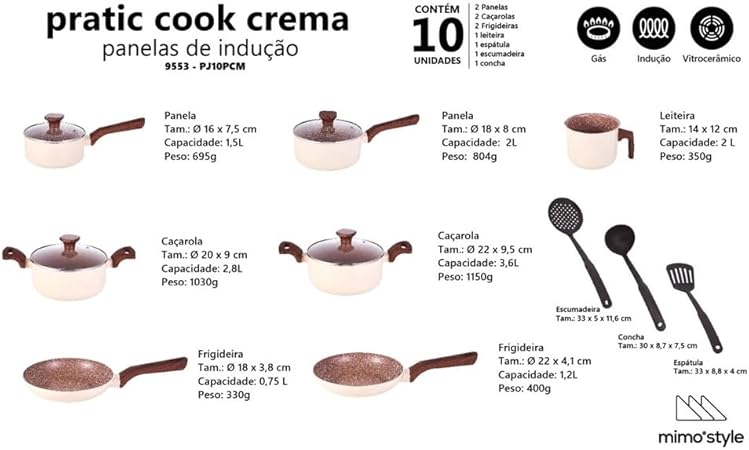 pratic cook crema
panelas de indução
9553 - PJ10PCM
CONTÉM
10
UNIDADES
2 Panelas
2 Caçarolas
2 Frigideiras
1 leiteira
1 espátula
1 escumadeira
1 concha
Gás
Indução
Vitrocerâmico
Panela
Tam.: Ø 16 x 7,5 cm
Capacidade: 1,5L
Peso: 695g
Panela
Tam.: Ø 18 x 8 cm
Capacidade: 2L
Peso: 804g
Leiteira
Tam.: 14 x 12 cm
Capacidade: 2 L
Peso: 350g
Caçarola
Tam.: Ø 20 x 9 cm
Capacidade: 2,8L
Peso: 1030g
Caçarola
Tam.: Ø 22 x 9,5 cm
Capacidade: 3,6L
Peso: 1150g
Escumadeira
Tam.: 33 x 5 x 11,6 cm
Concha
Tam.: 30 x 8,7 x 7,5 cm
Espátula
Tam.: 33 x 8,8 x 4 cm
Frigideira
Tam.: Ø 18 x 3,8 cm
Capacidade: 0,75 L
Peso: 330g
Frigideira
Tam.: Ø 22 x 4,1 cm
Capacidade: 1,2L
Peso: 400g
mimo*style